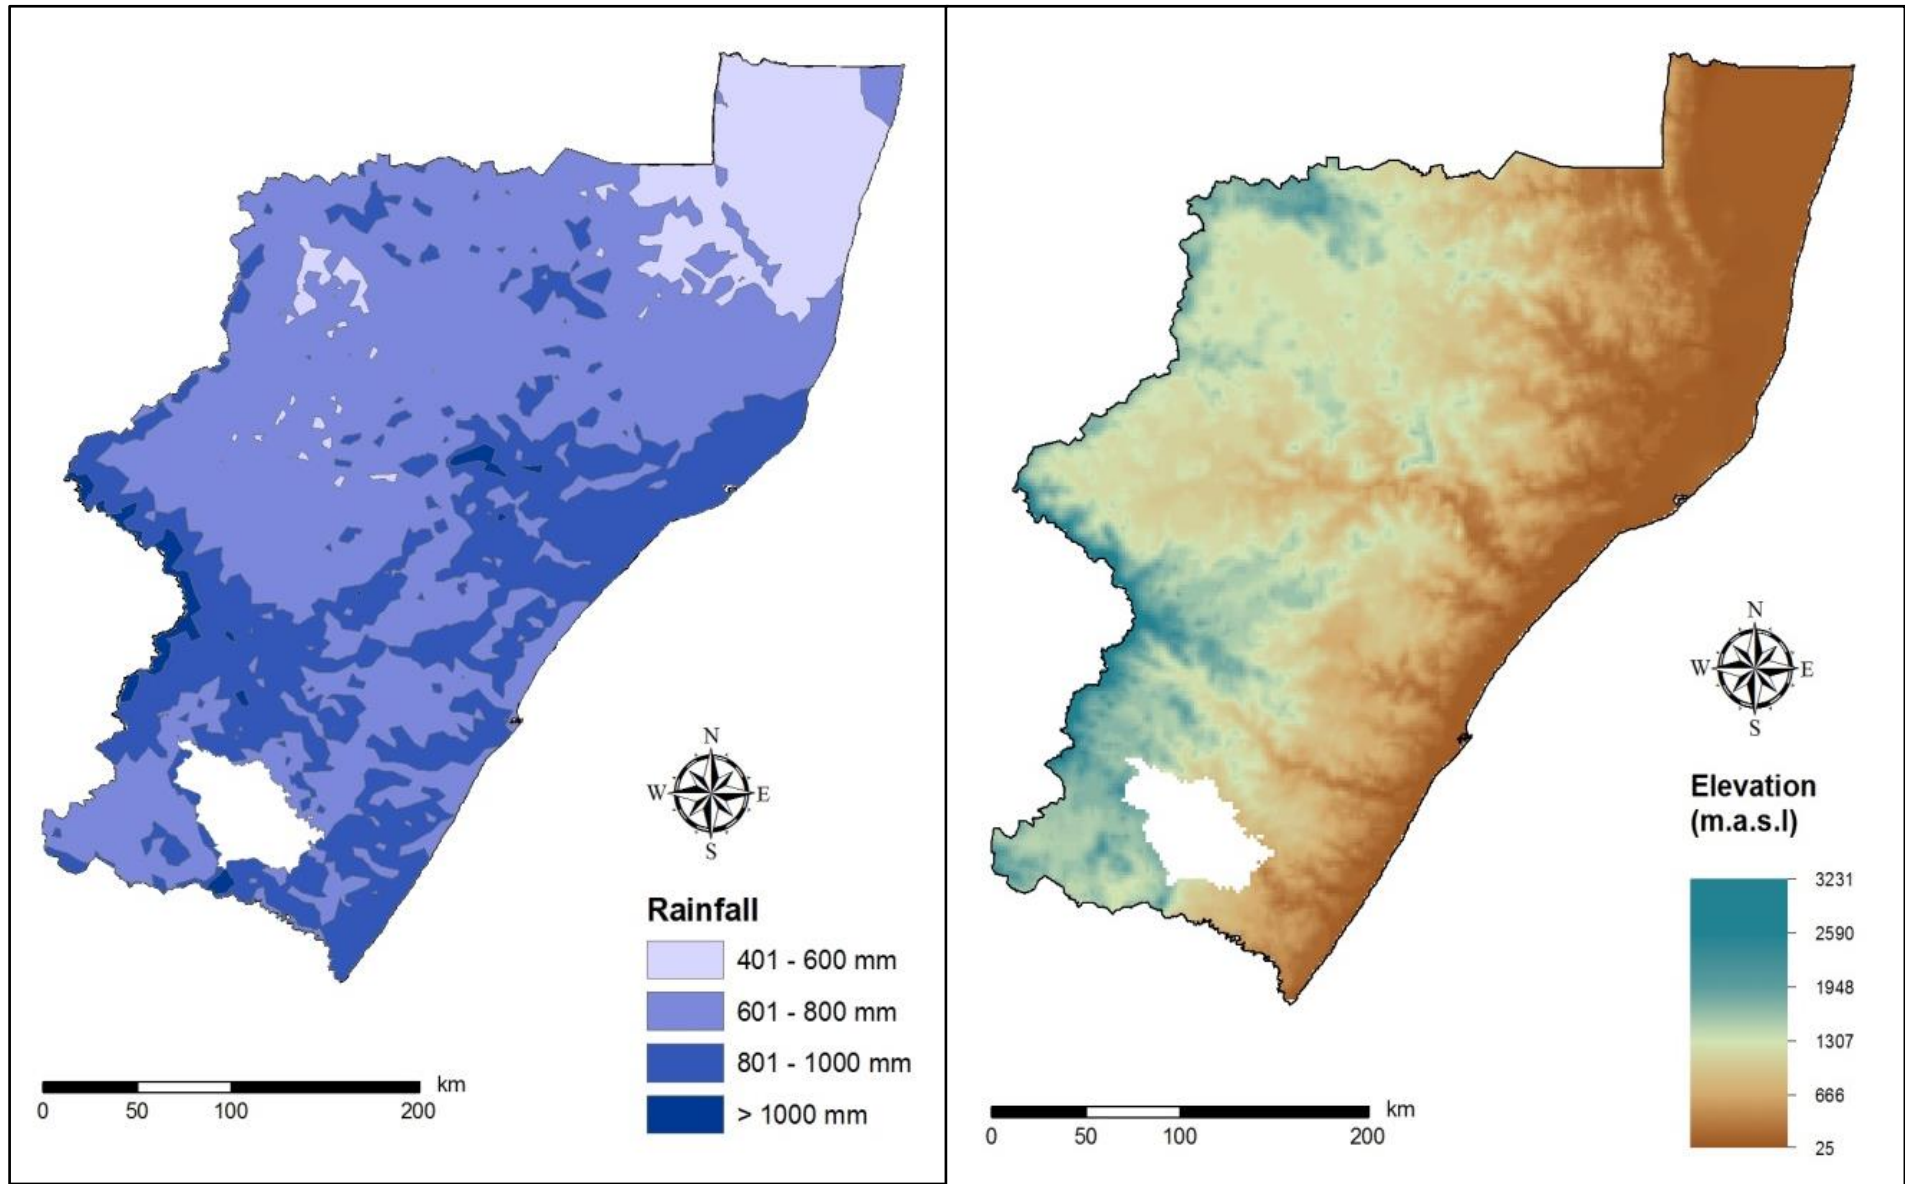 N
W E
S
Rainfall
401 - 600 mm
601 - 800 mm
801 - 1000 mm
> 1000 mm
km
0 50 100 200
N
W E
S
Elevation
(m.a.s.l)
3231
2590
1948
1307
666
25
km
0 50 100 200